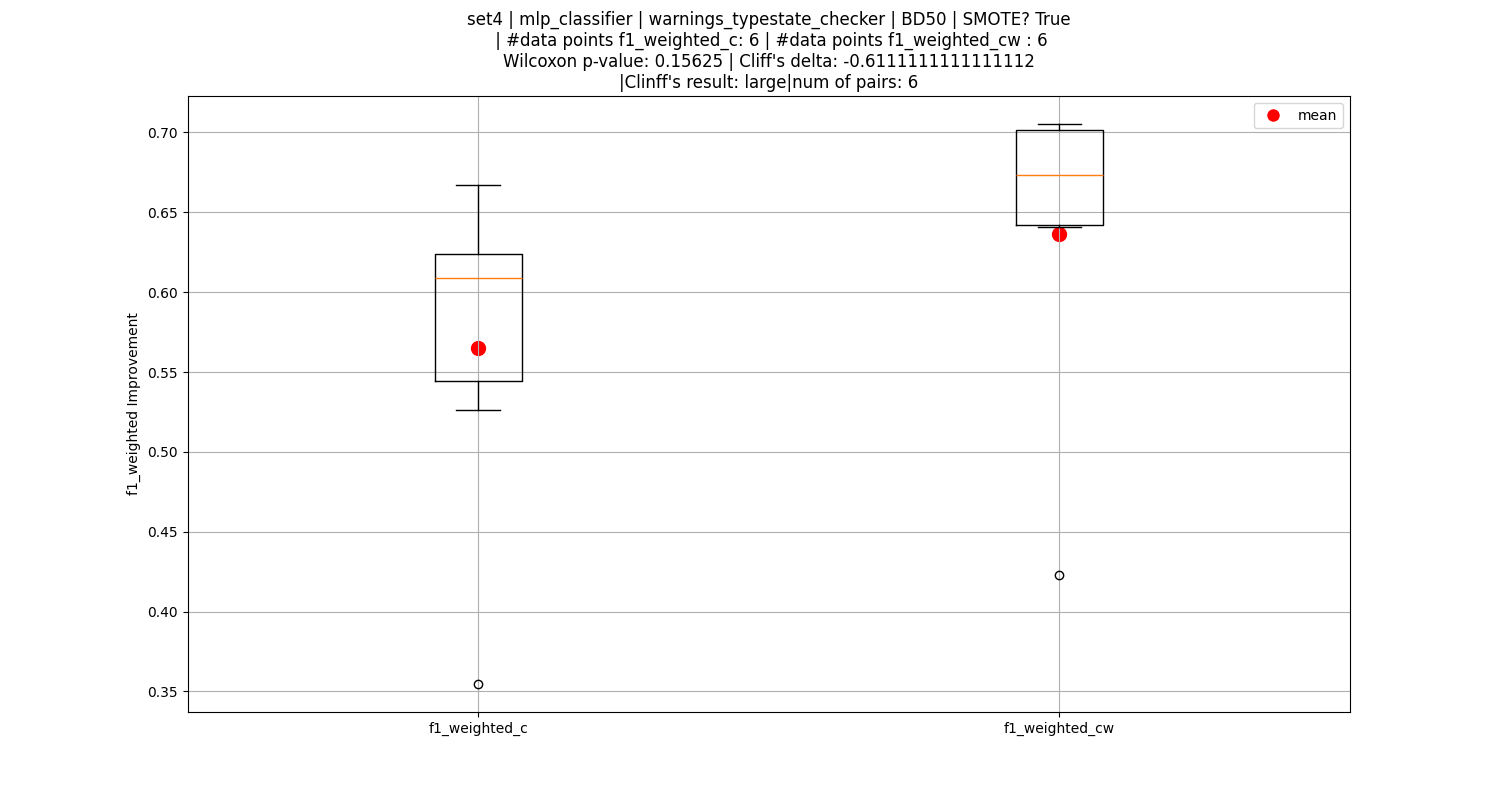 set4 | mlp_classifier | warnings_typestate_checker | BD50 | SMOTE? True
| #data points f1_weighted_c: 6 | #data points f1_weighted_cw : 6
Wilcoxon p-value: 0.15625 | Cliff's delta: -0.6111111111111112
|Clinff's result: large|num of pairs: 6
mean
f1_weighted Improvement
0.70
0.65
0.60
0.55
0.50
0.45
0.40
0.35
f1_weighted_c
f1_weighted_cw